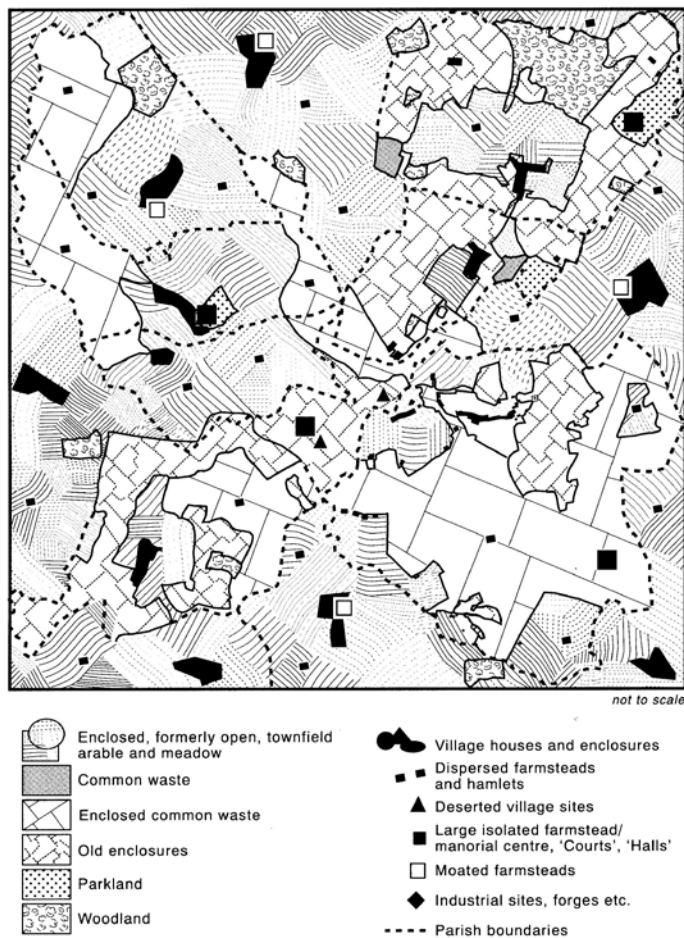 not to scale
Enclosed, formerly open, townfield
arable and meadow
Common waste
Enclosed common waste
Old enclosures
Parkland
Woodland
Village houses and enclosures
Dispersed farmsteads
and hamlets
Deserted village sites
Large isolated farmstead/
manorial centre, 'Courts', 'Halls'
Moated farmsteads
Industrial sites, forges etc.
Parish boundaries